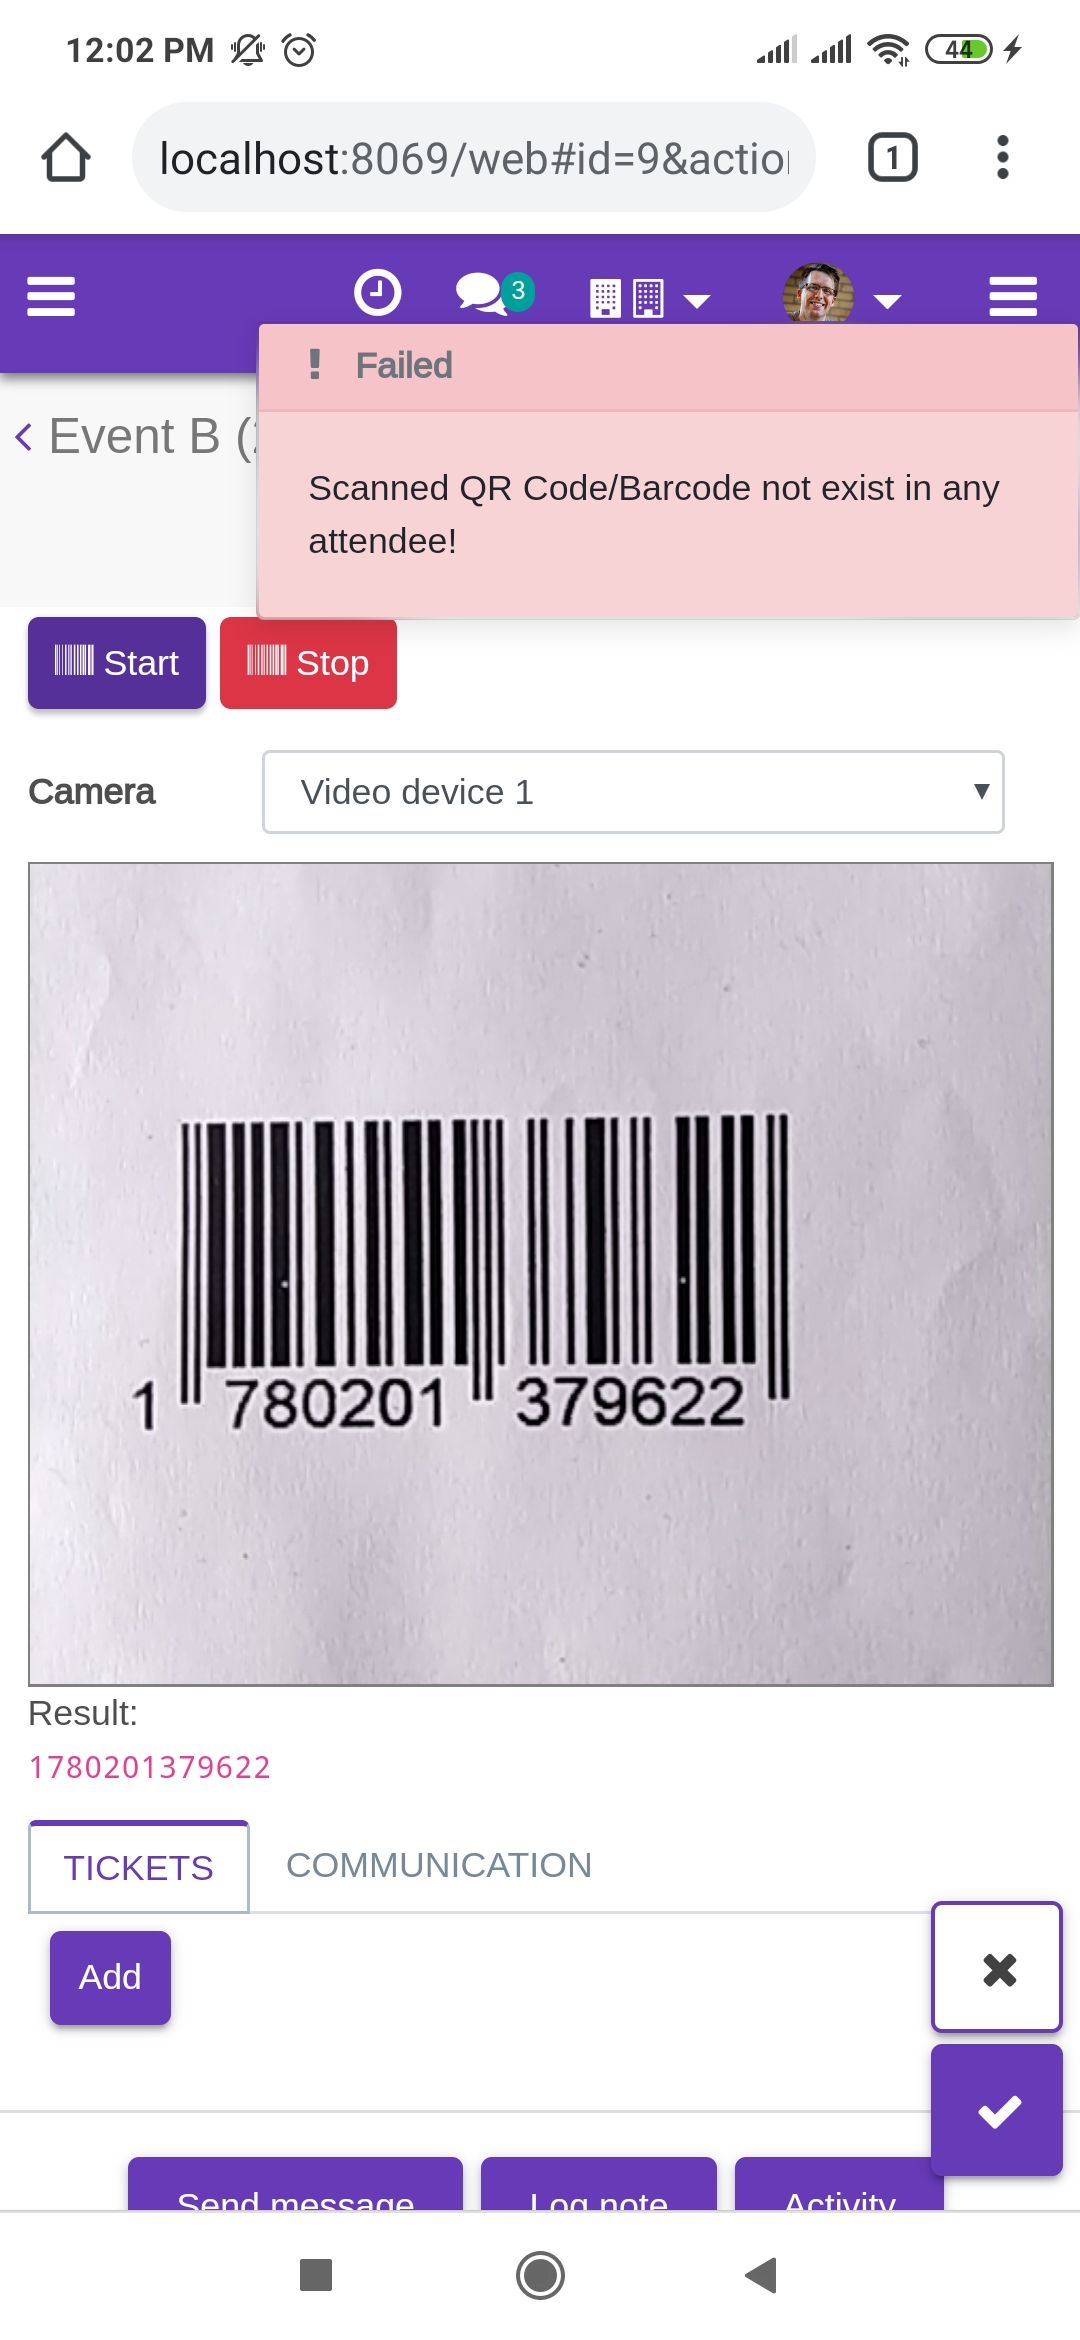 12:02 PM
44
localhost:8069/web#id=9&actio
1
3
Failed
Event B (
Scanned QR Code/Barcode not exist in any
attendee!
Start
Stop
Camera
Video device 1
1 780201 379622
Result:
1780201379622
TICKETS
COMMUNICATION
Add
Send message
Log note
Activity